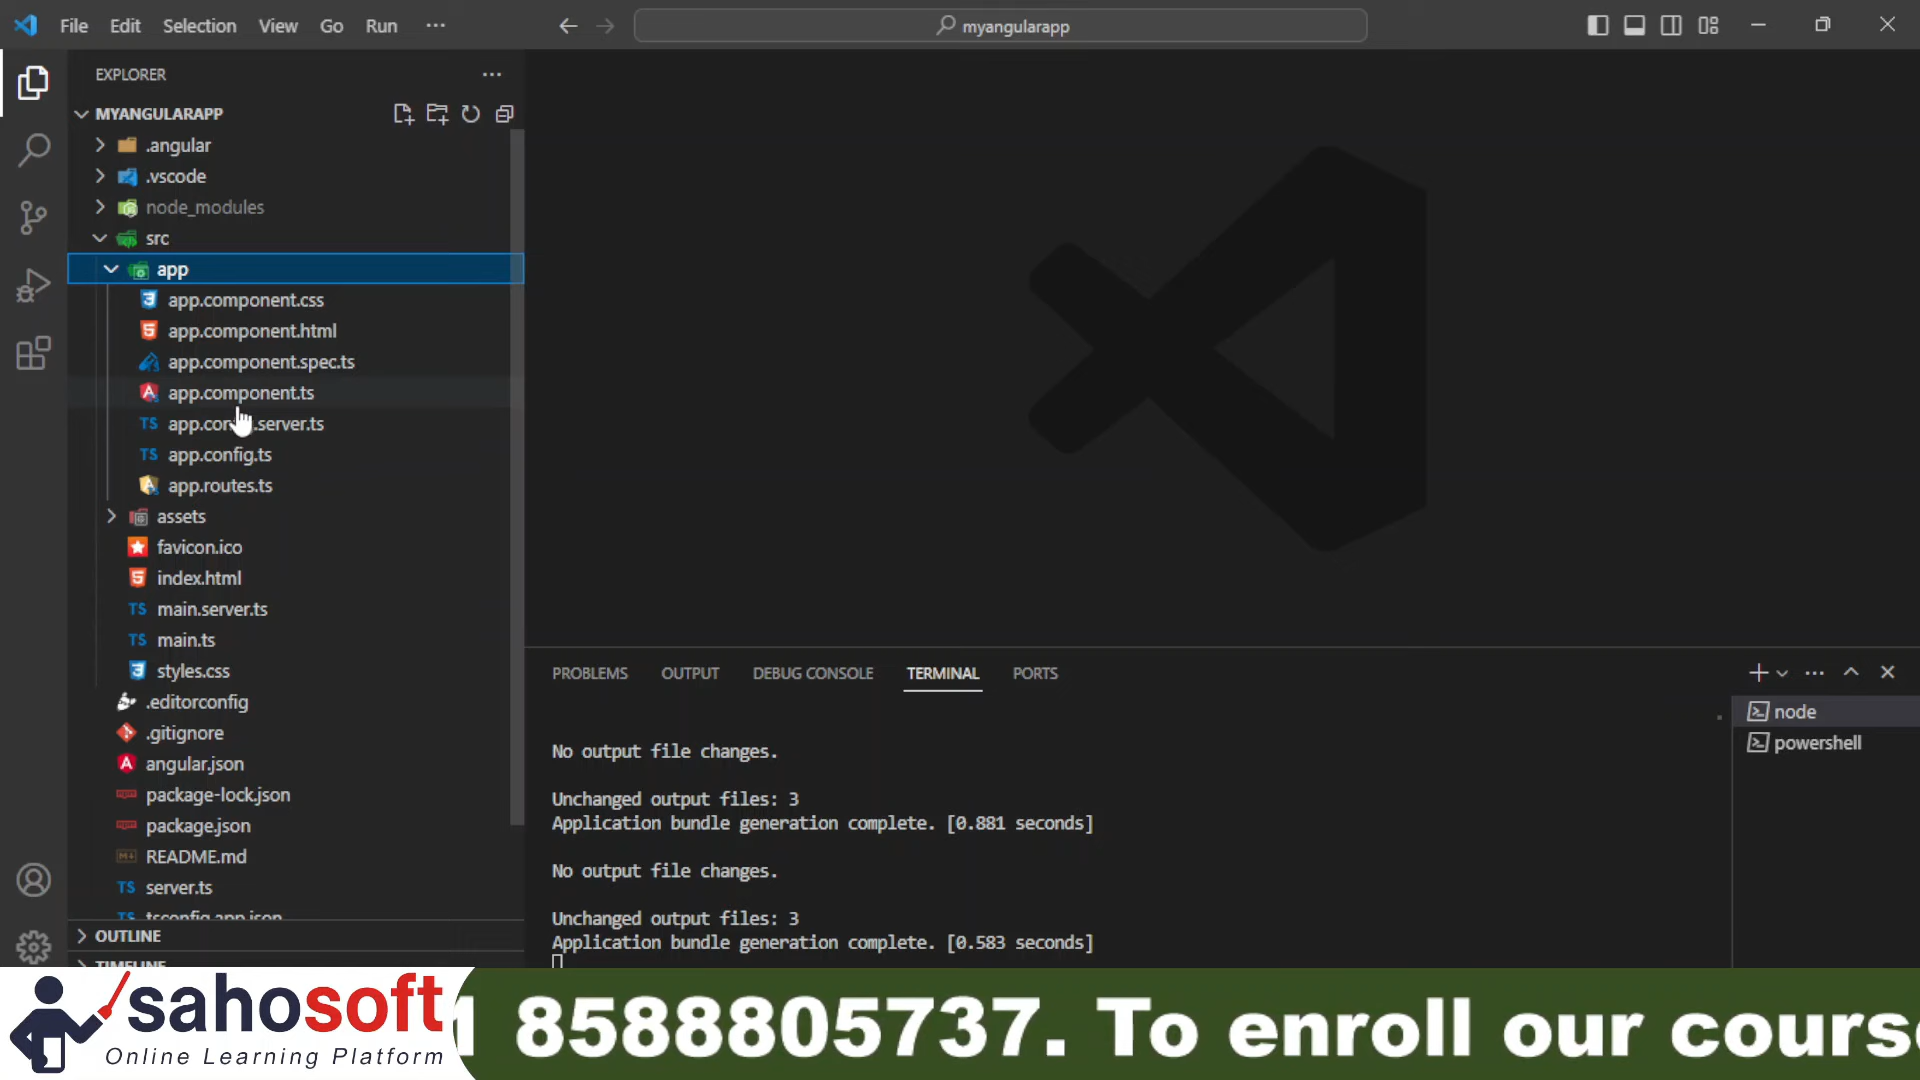 File Edit Selection View Go Run ···
myangularapp
EXPLORER
MYANGULARAPP
.angular
.vscode
node_modules
src
app
app.component.css
app.component.html
app.component.spec.ts
app.component.ts
.server.ts
app.config.ts
app.routes.ts
assets
favicon.ico
index.html
main.server.ts
main.ts
styles.css
.editorconfig
.gitignore
angular.json
package-lock.json
package.json
README.md
server.ts
tsconfig.app.json
OUTLINE
TIMELINE
PROBLEMS OUTPUT DEBUG CONSOLE TERMINAL PORTS
node
powershell
No output file changes.
Unchanged output files: 3
Application bundle generation complete. [0.881 seconds]
No output file changes.
Unchanged output files: 3
Application bundle generation complete. [0.583 seconds]
sahosoft
Online Learning Platform
1 8588805737. To enroll our cours